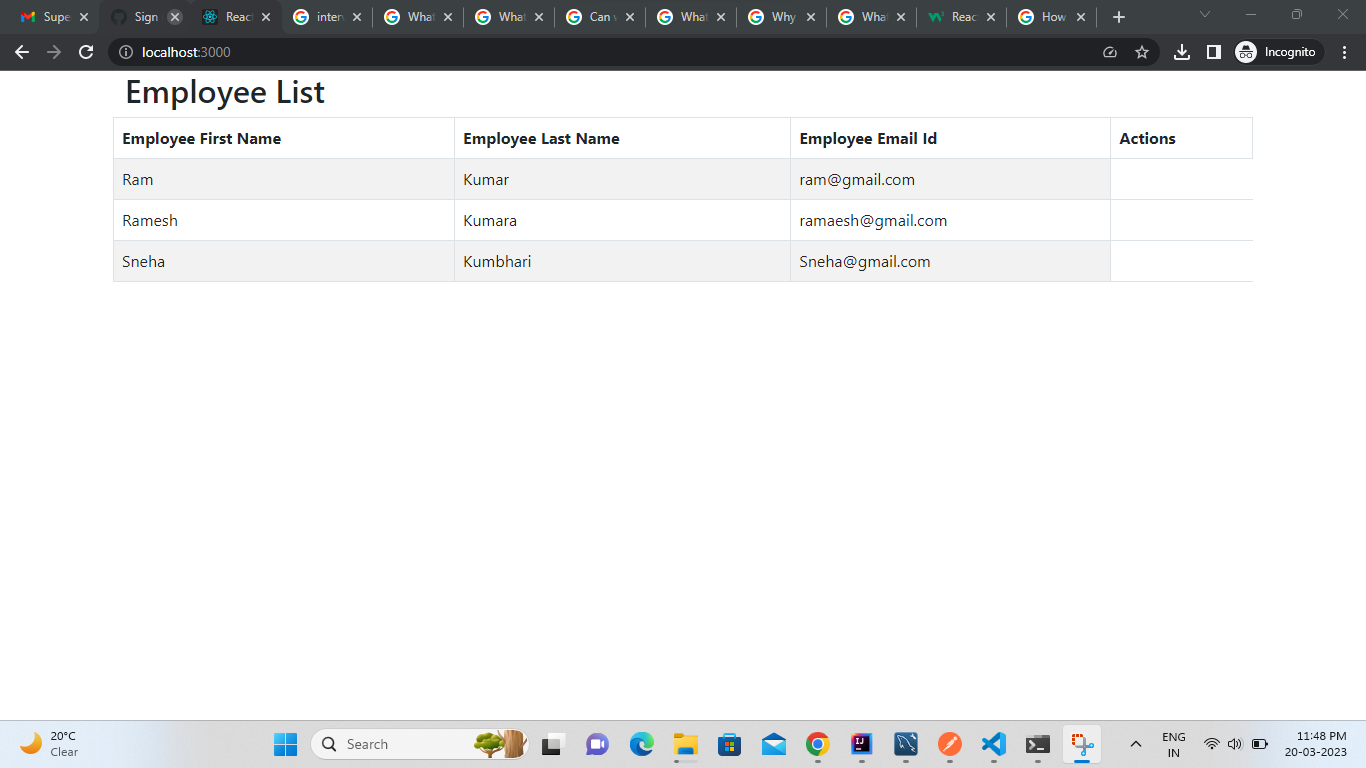 Supe Sign React inter What What Can What Why What Reac How
localhost:3000 Incognito
Employee List
Employee First Name Employee Last Name Employee Email Id Actions
Ram Kumar ram@gmail.com
Ramesh Kumara ramaesh@gmail.com
Sneha Kumbhari Sneha@gmail.com
20°C
Clear
Search
ENG
IN
11:48 PM
20-03-2023